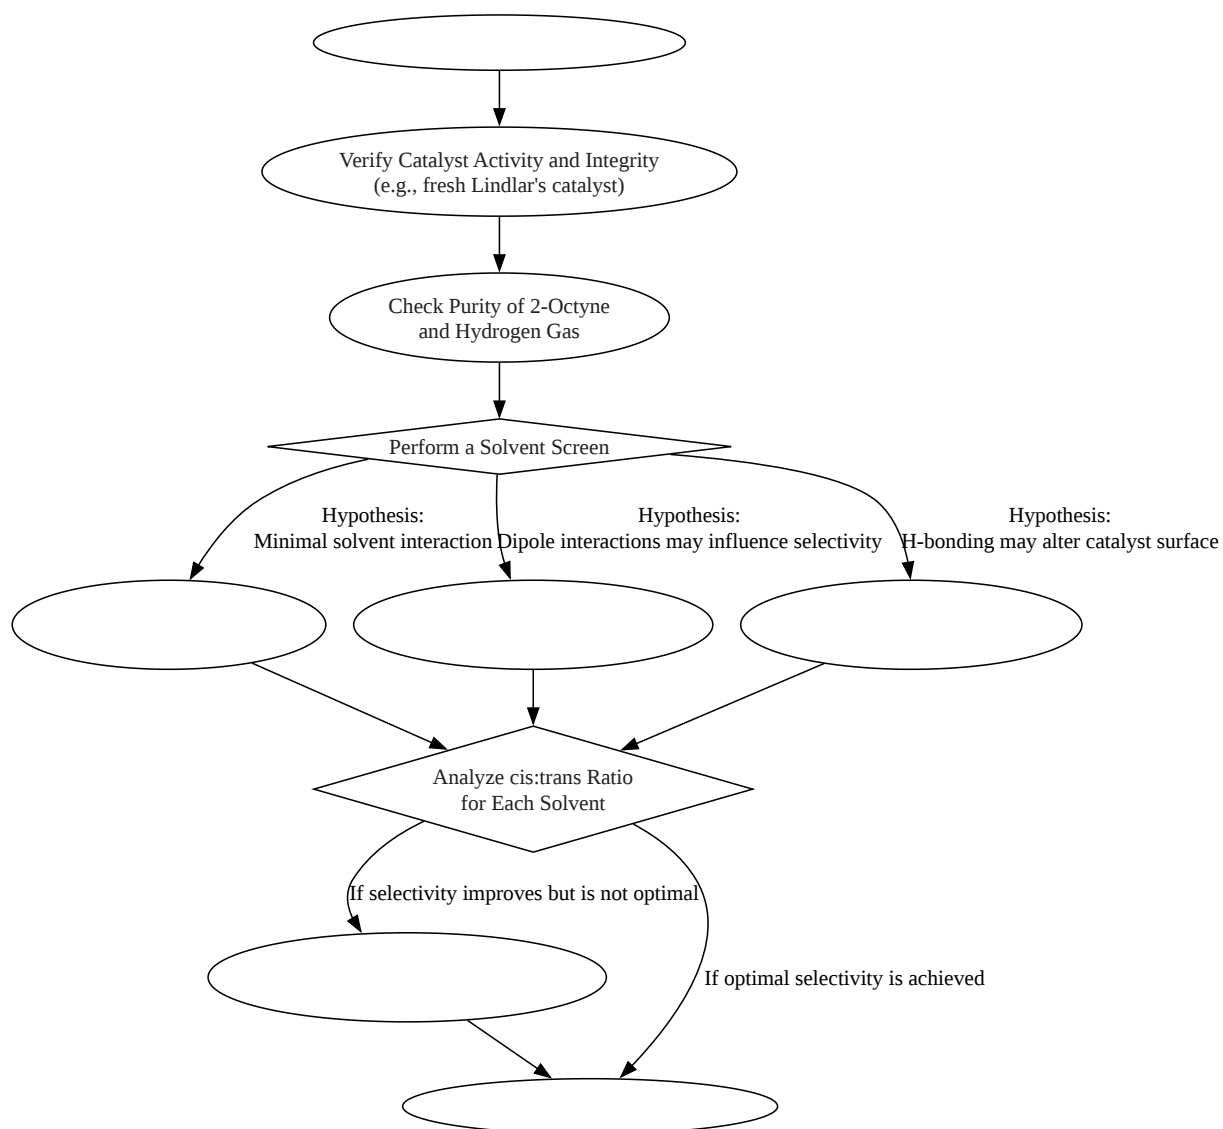 Verify Catalyst Activity and Integrity
(e.g., fresh Lindlar's catalyst)
Check Purity of 2-Octyne
and Hydrogen Gas
Perform a Solvent Screen
Hypothesis:
Minimal solvent interaction
Hypothesis:
Dipole interactions may influence selectivity
Hypothesis:
H-bonding may alter catalyst surface
Analyze cis:trans Ratio
for Each Solvent
If selectivity improves but is not optimal
If optimal selectivity is achieved